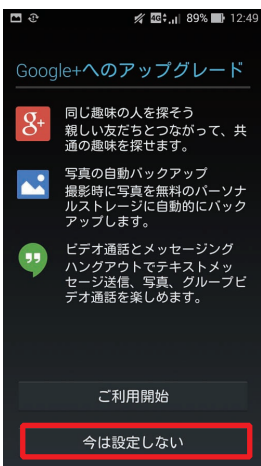 4G 89% 12:49
Google+へのアップグレード
g+
同じ趣味の人を探そう
親しい友だちとつながって、共
通の趣味を探せます。
写真の自動バックアップ
撮影時に写真を無料のパーソナ
ルストレージに自動的にバック
アップします。
ビデオ通話とメッセージング
ハングアウトでテキストメッ
セージ送信、写真、グループビ
デオ通話を楽しめます。
ご利用開始
今は設定しない